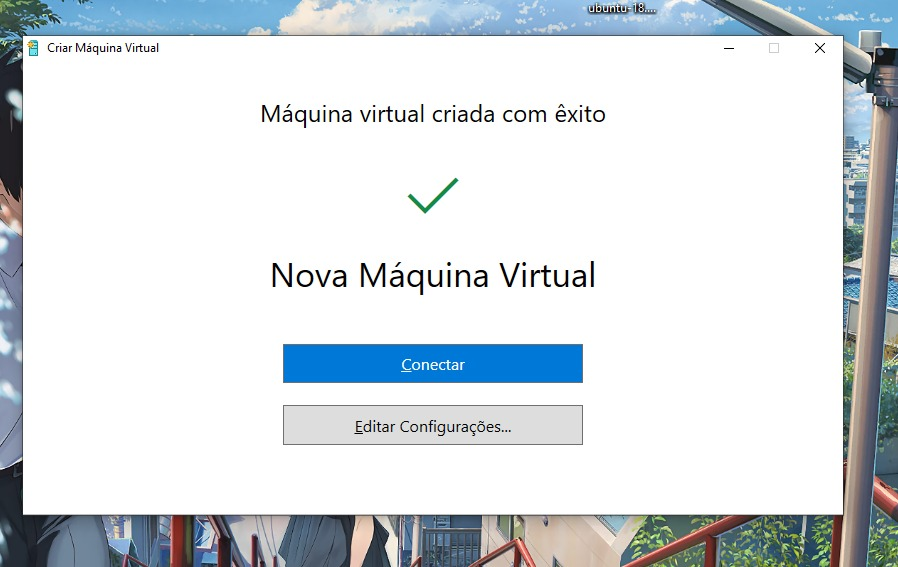 ubuntu-18....
Criar Máquina Virtual
Máquina virtual criada com êxito
Nova Máquina Virtual
Conectar
Editar Configurações...